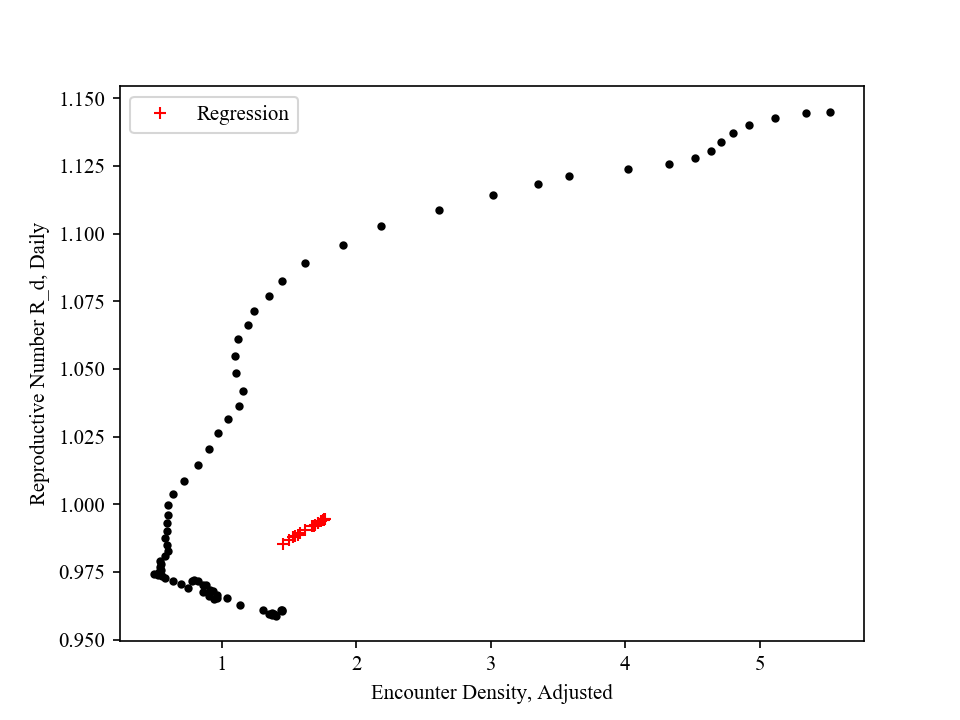 Regression
1.150
1.125
1.100
1.075
1.050
1.025
1.000
0.975
0.950
Reproductive Number R_d, Daily
1 2 3 4 5
Encounter Density, Adjusted